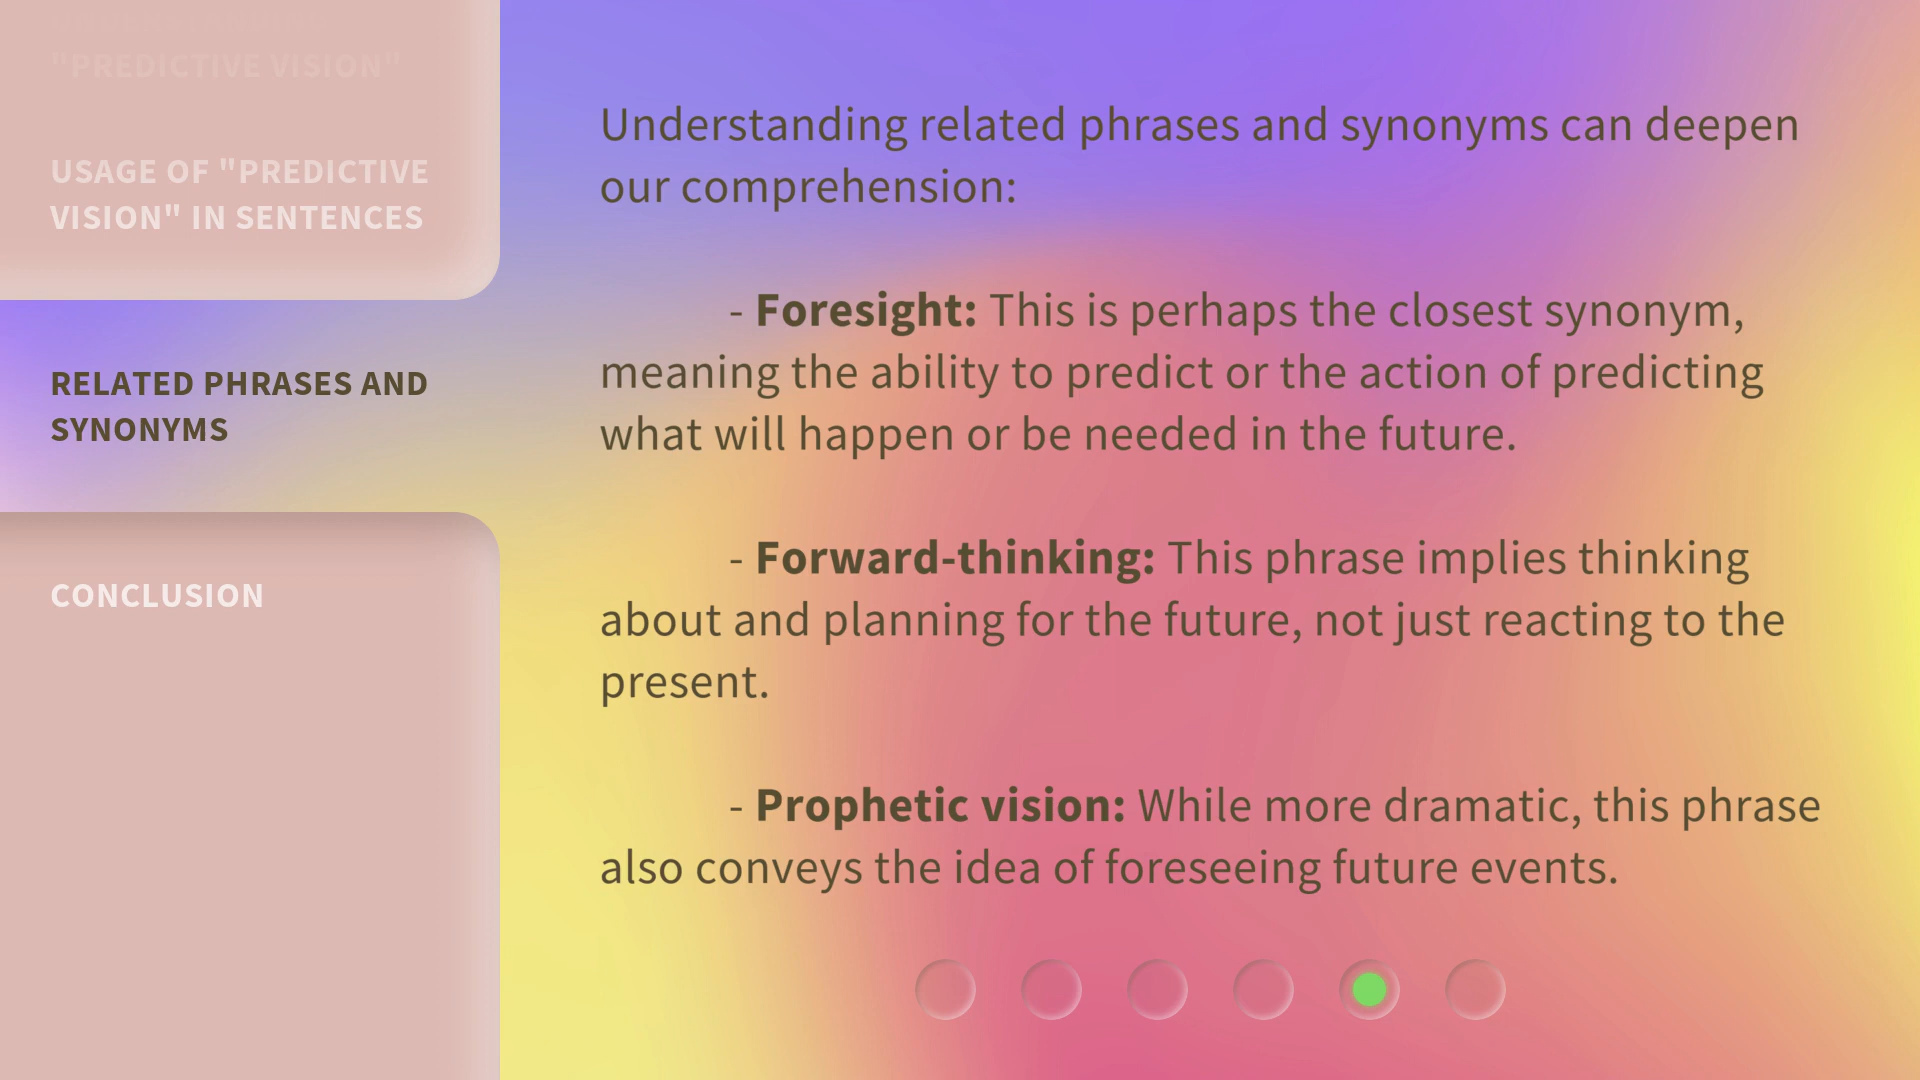 "PREDICTIVE VISION"
USAGE OF "PREDICTIVE
VISION" IN SENTENCES
RELATED PHRASES AND
SYNONYMS
CONCLUSION
Understanding related phrases and synonyms can deepen
our comprehension:
- Foresight: This is perhaps the closest synonym,
meaning the ability to predict or the action of predicting
what will happen or be needed in the future.
- Forward-thinking: This phrase implies thinking
about and planning for the future, not just reacting to the
present.
- Prophetic vision: While more dramatic, this phrase
also conveys the idea of foreseeing future events.